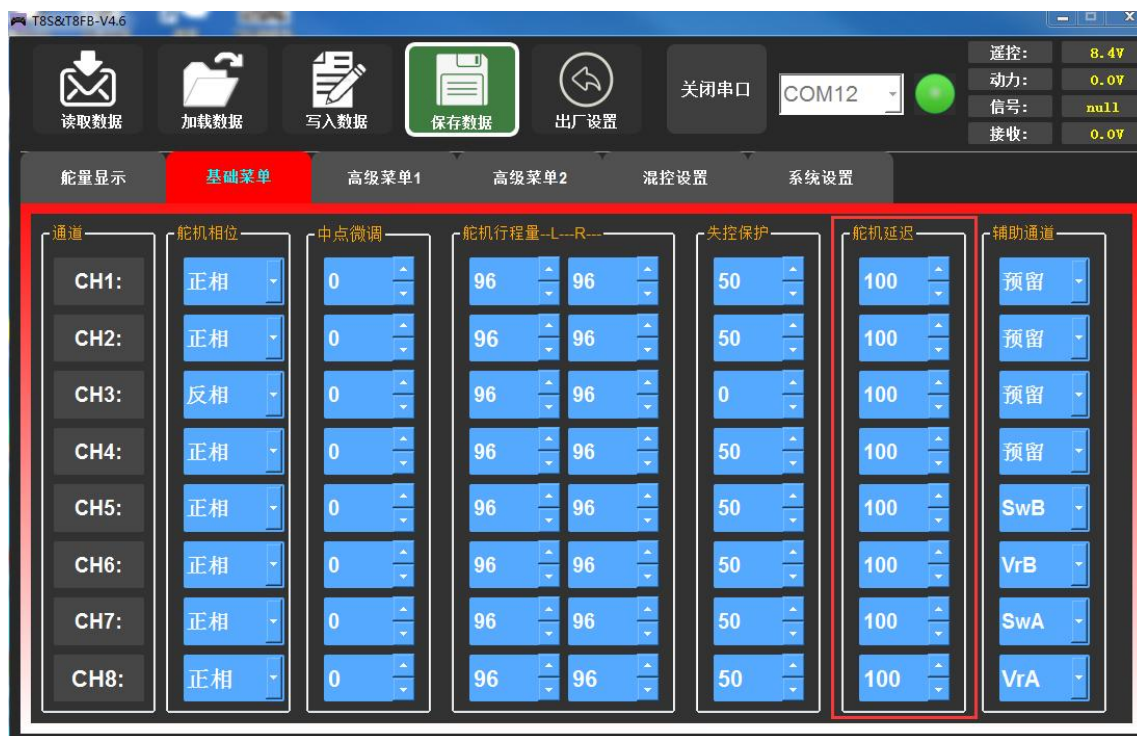 T8S&T8FB-V4.6
读取数据 加载数据 写入数据 保存数据 出厂设置 关闭串口 COM12
遥控: 8.4V
动力: 0.0V
信号: null
接收: 0.0V
舵量显示 基础菜单 高级菜单1 高级菜单2 混控设置 系统设置
通道 舵机相位 中点微调 舵机行程量--L---R--- 失控保护 舵机延迟 辅助通道
CH1: 正相 0 96 96 50 100 预留
CH2: 正相 0 96 96 50 100 预留
CH3: 反相 0 96 96 0 100 预留
CH4: 正相 0 96 96 50 100 预留
CH5: 正相 0 96 96 50 100 SwB
CH6: 正相 0 96 96 50 100 VrB
CH7: 正相 0 96 96 50 100 SwA
CH8: 正相 0 96 96 50 100 VrA